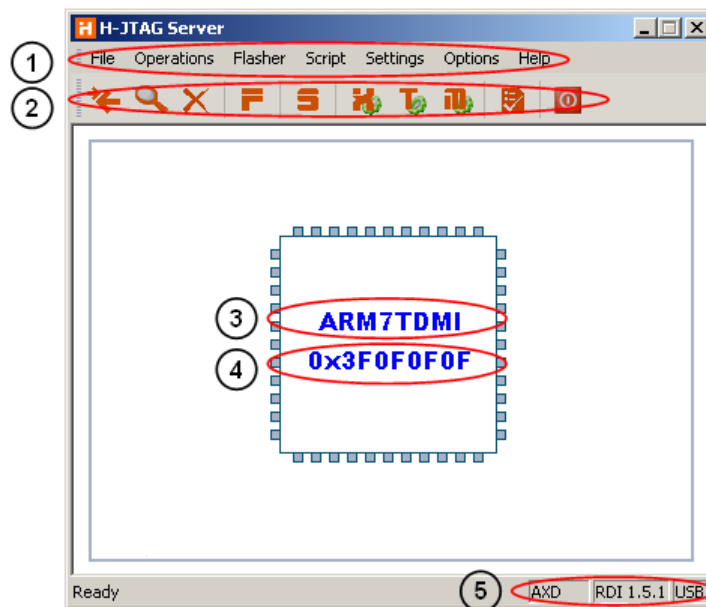 H-JTAG Server
1
File Operations Flasher Script Settings Options Help
2
F S H T m
3
ARM7TDMI
4
0x3F0F0F0F
Ready
5
AXD RDI 1.5.1 USB